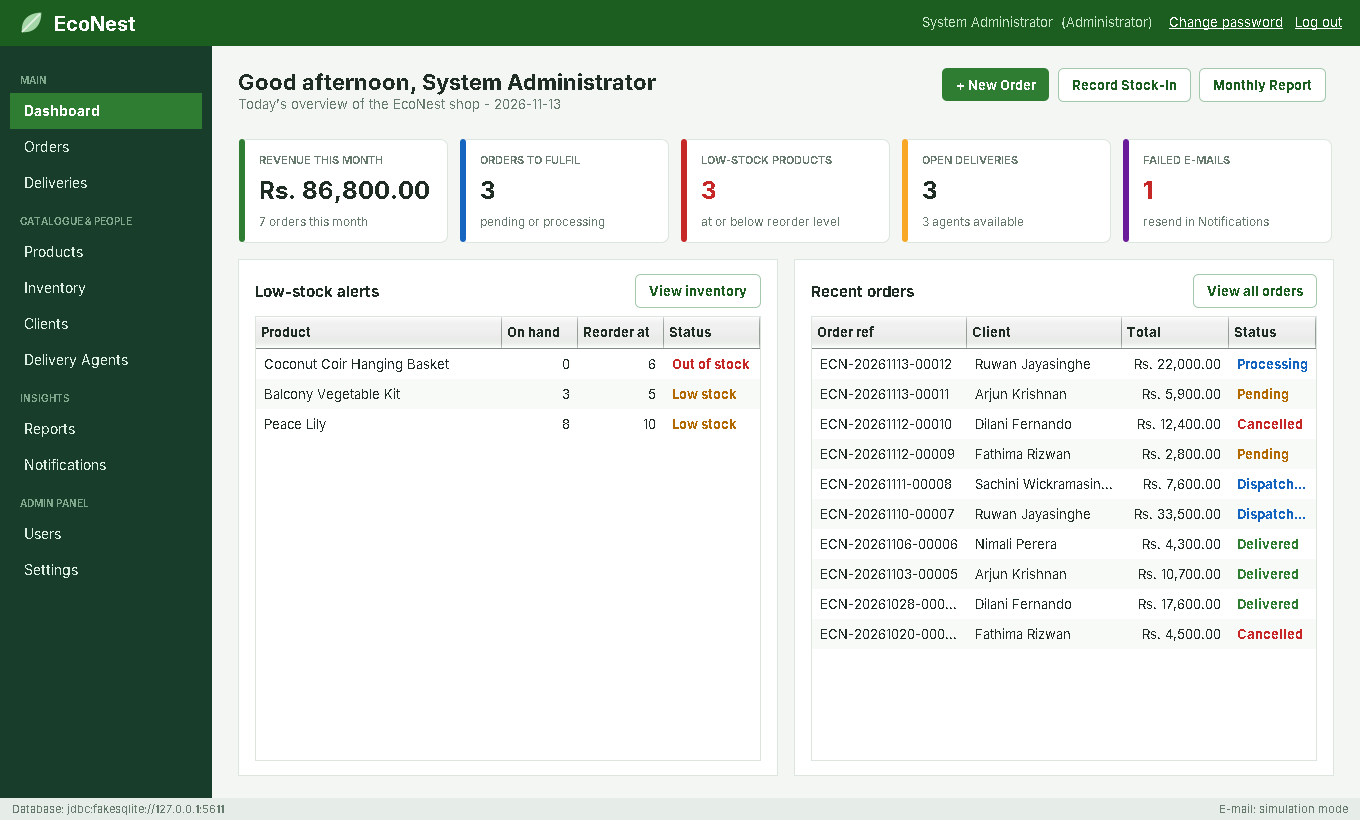 EcoNest
System Administrator (Administrator) Change password Log out
MAIN
Dashboard
Orders
Deliveries
CATALOGUE & PEOPLE
Products
Inventory
Clients
Delivery Agents
INSIGHTS
Reports
Notifications
ADMIN PANEL
Users
Settings
Good afternoon, System Administrator
Today's overview of the EcoNest shop - 2026-11-13
+ New Order Record Stock-In Monthly Report
REVENUE THIS MONTH
Rs. 86,800.00
7 orders this month
ORDERS TO FULFIL
3
pending or processing
LOW-STOCK PRODUCTS
3
at or below reorder level
OPEN DELIVERIES
3
3 agents available
FAILED E-MAILS
1
resend in Notifications
Low-stock alerts View inventory
Product On hand Reorder at Status
Coconut Coir Hanging Basket 0 6 Out of stock
Balcony Vegetable Kit 3 5 Low stock
Peace Lily 8 10 Low stock
Recent orders View all orders
Order ref Client Total Status
ECN-20261113-00012 Ruwan Jayasinghe Rs. 22,000.00 Processing
ECN-20261113-00011 Arjun Krishnan Rs. 5,900.00 Pending
ECN-20261112-00010 Dilani Fernando Rs. 12,400.00 Cancelled
ECN-20261112-00009 Fathima Rizwan Rs. 2,800.00 Pending
ECN-20261111-00008 Sachini Wickramasin... Rs. 7,600.00 Dispatch...
ECN-20261110-00007 Ruwan Jayasinghe Rs. 33,500.00 Dispatch...
ECN-20261106-00006 Nimali Perera Rs. 4,300.00 Delivered
ECN-20261103-00005 Arjun Krishnan Rs. 10,700.00 Delivered
ECN-20261028-000... Dilani Fernando Rs. 17,600.00 Delivered
ECN-20261020-000... Fathima Rizwan Rs. 4,500.00 Cancelled
Database: jdbc:fakesqlite://127.0.0.1:5611
E-mail: simulation mode